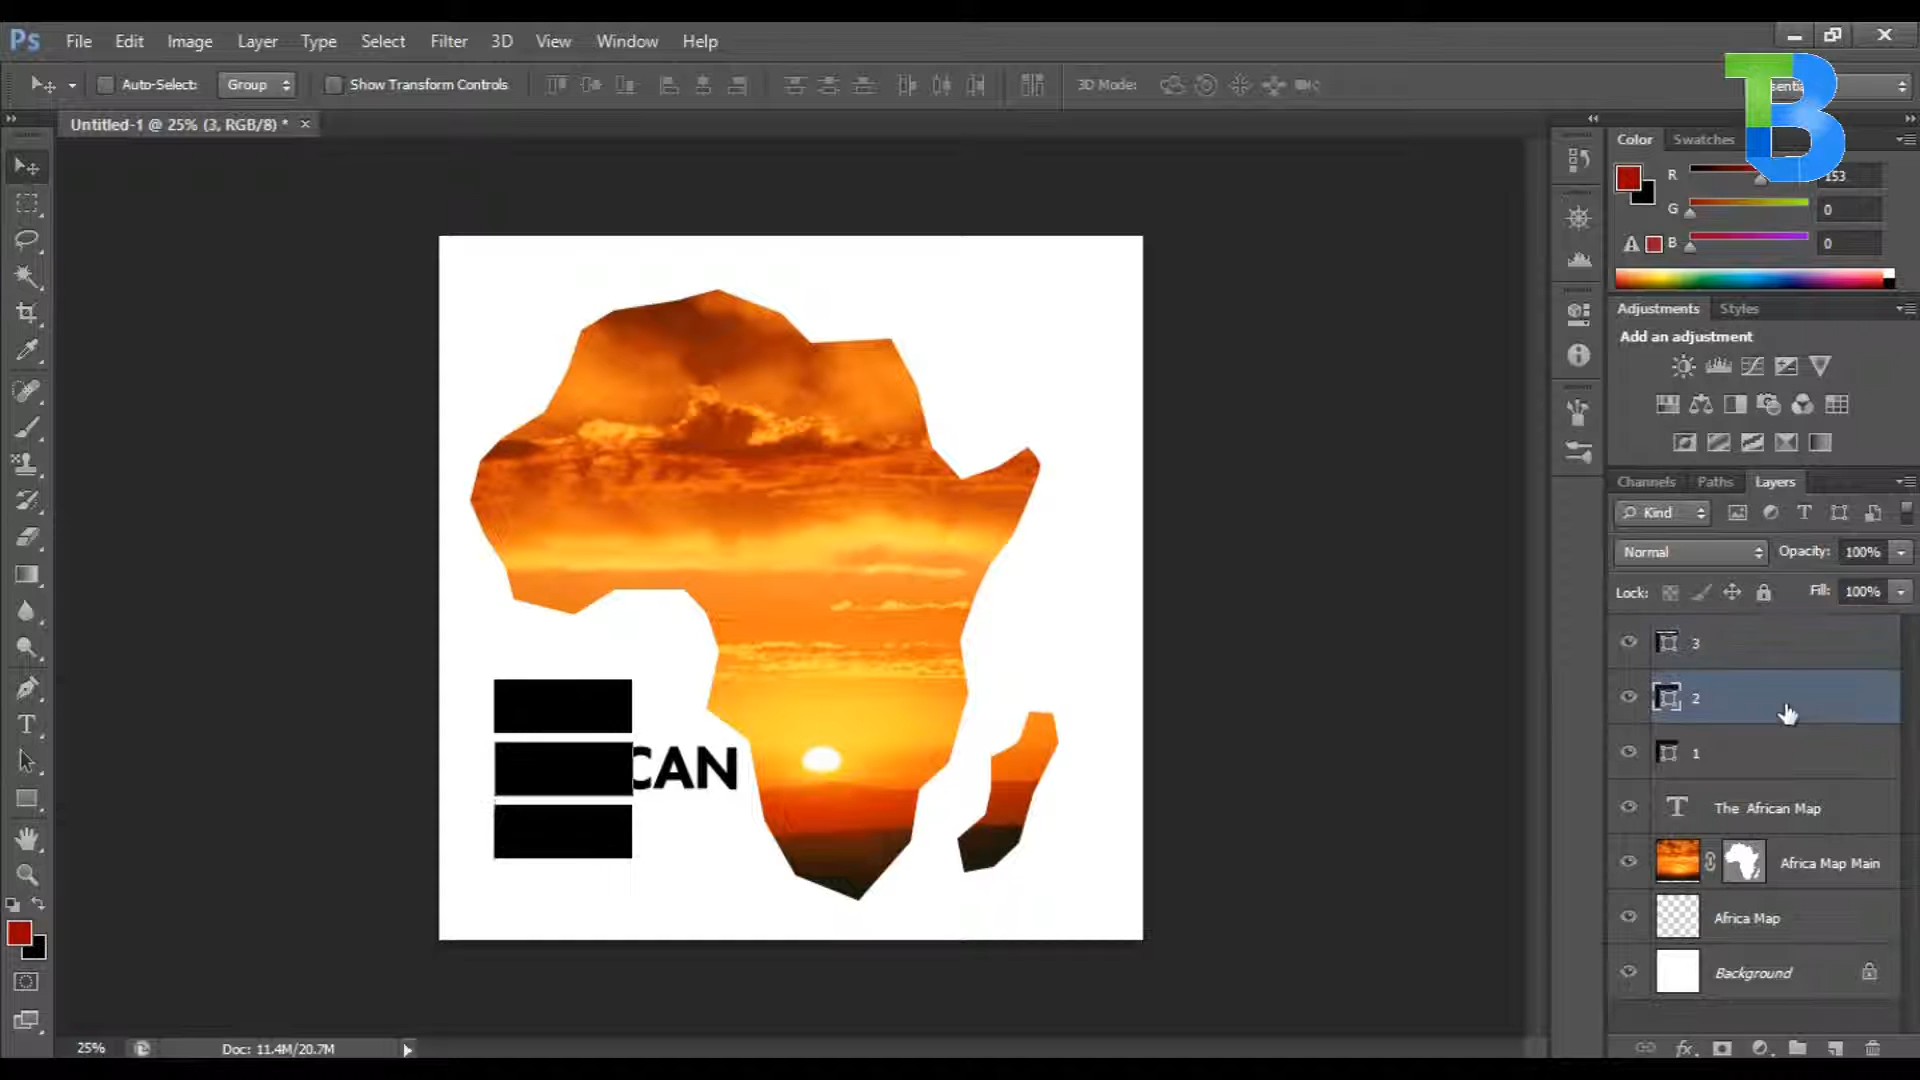 Ps File Edit Image Layer Type Select Filter 3D View Window Help
Auto-Select: Group Show Transform Controls 3D Mode:
TB
Untitled-1 @ 25% (3, RGB/8) * ×
Color Swatches
R 153
G 0
B 0
Adjustments Styles
Add an adjustment
Channels Paths Layers
Kind
Normal Opacity: 100%
Lock: Fill: 100%
3
2
1
CAN
The African Map
Africa Map Main
Africa Map
Background
25% Doc: 11.4M/20.7M